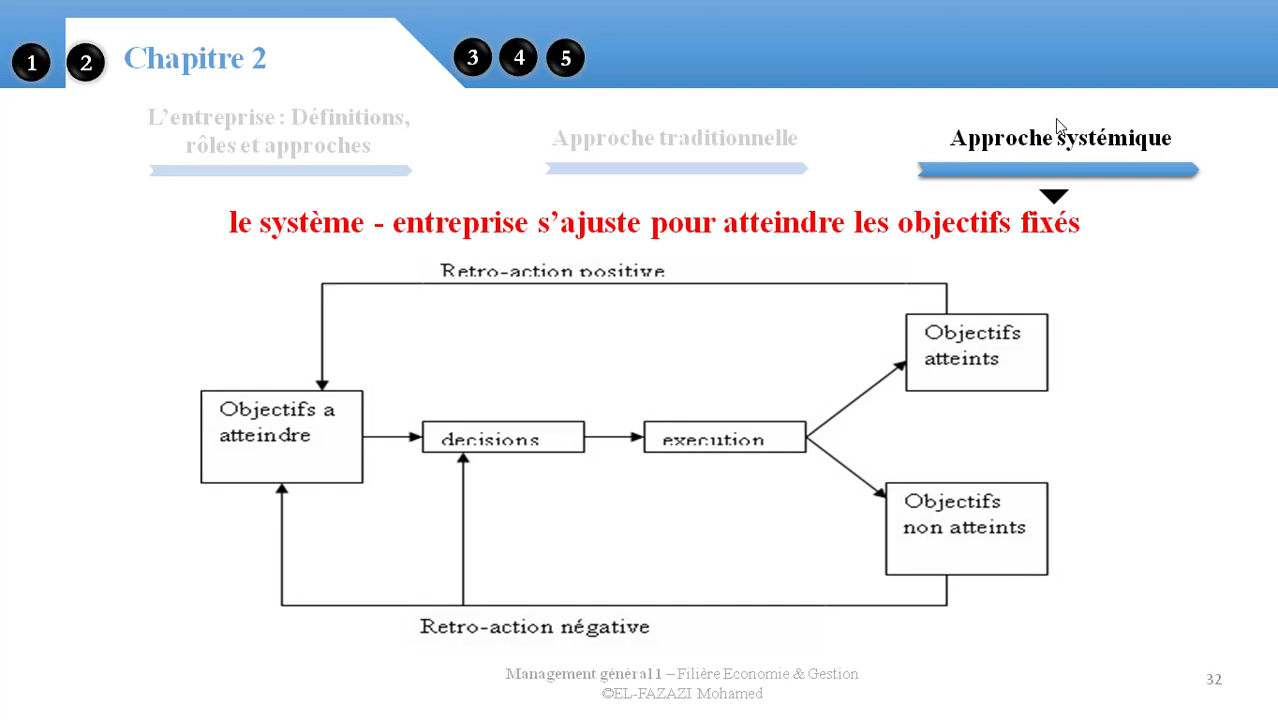 1
2
Chapitre 2
3
4
5
L’entreprise : Définitions,
rôles et approches
Approche traditionnelle
Approche systémique
le système - entreprise s’ajuste pour atteindre les objectifs fixés
Retro-action positive
Objectifs
atteints
Objectifs a
atteindre
decisions
execution
Objectifs
non atteints
Retro-action négative
Management général 1 – Filière Economie & Gestion
©EL-FAZAZI Mohamed
32